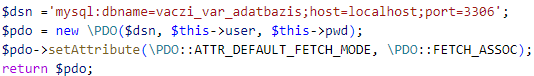 $dsn ='mysql:dbname=vaczi_var_adatbazis;host=localhost;port=3306';
$pdo = new \PDO($dsn, $this->user, $this->pwd);
$pdo->setAttribute(\PDO::ATTR_DEFAULT_FETCH_MODE, \PDO::FETCH_ASSOC);
return $pdo;